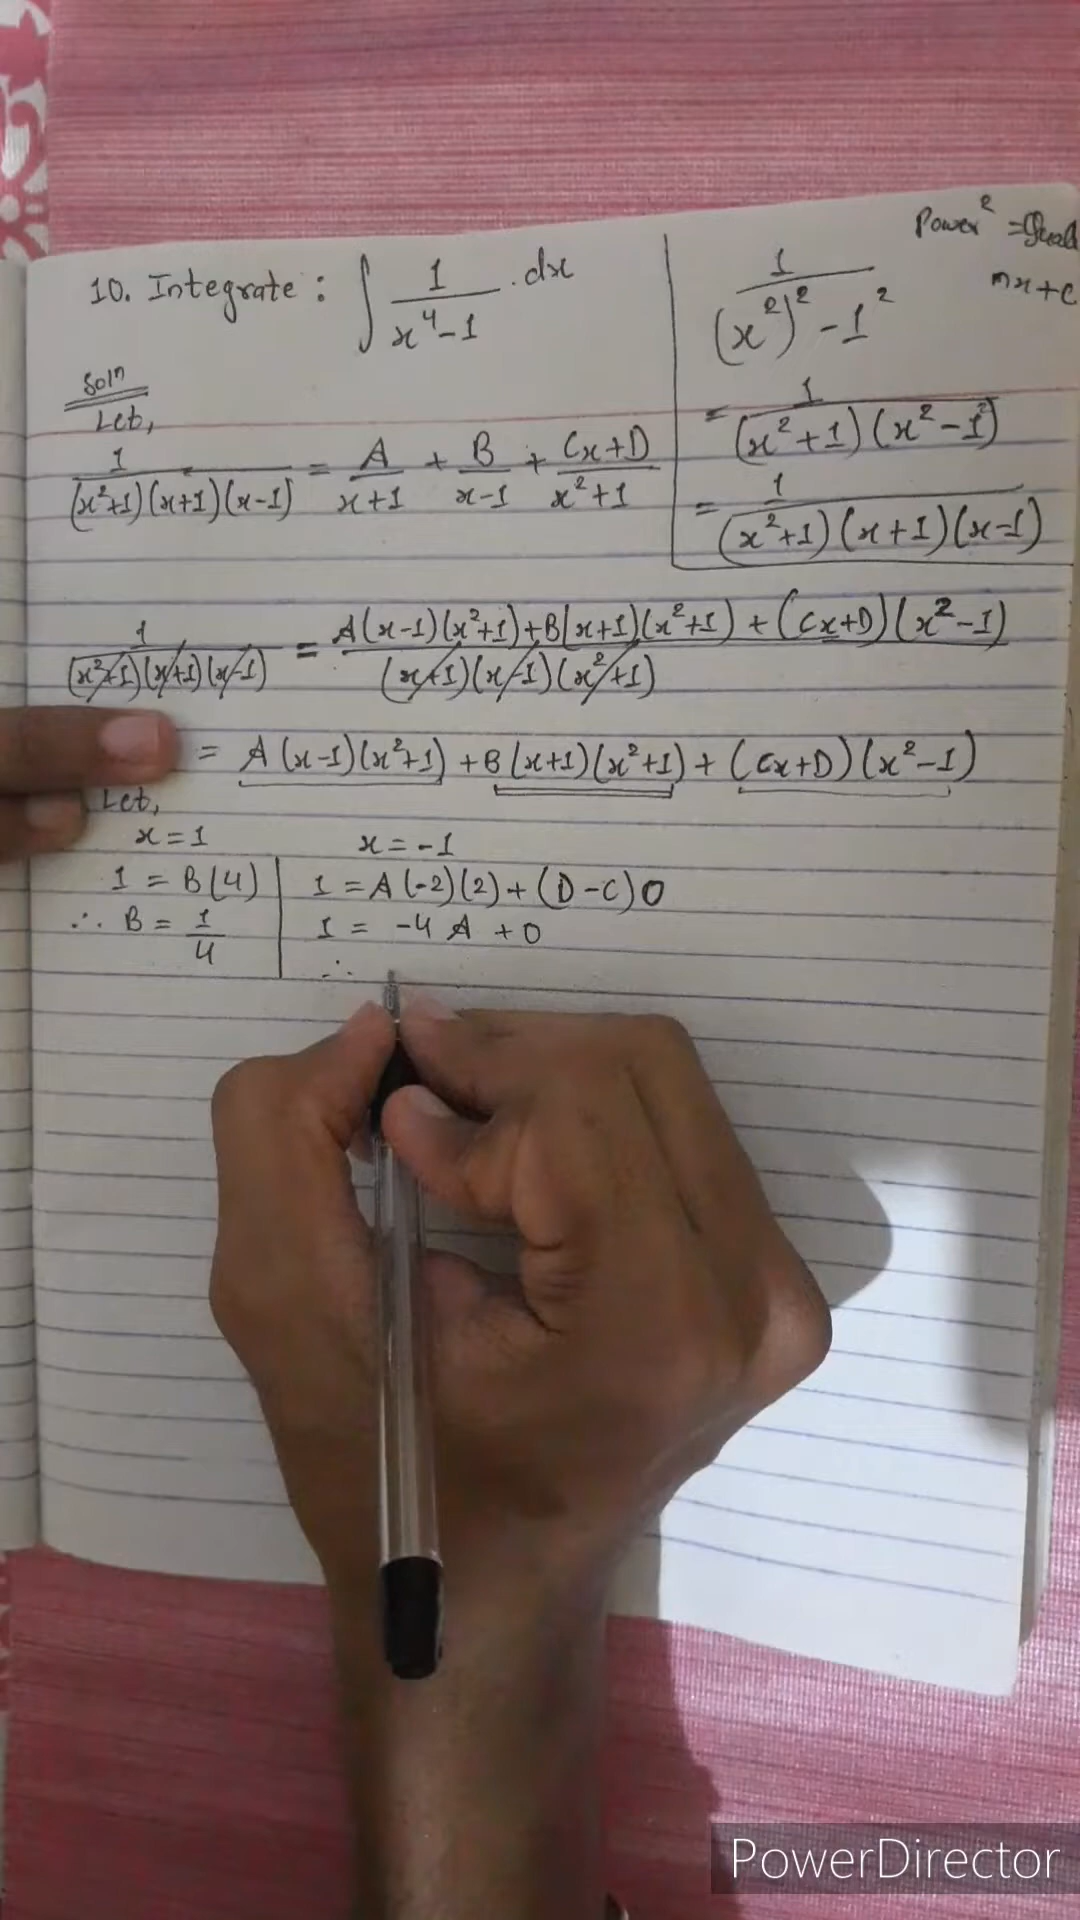 Power² =
mx+c
10. Integrate : ∫ 1/(x⁴-1) .dx
Soln
Let,
1/((x²+1)(x+1)(x-1)) = A/(x+1) + B/(x-1) + (Cx+D)/(x²+1)
1/((x²)²-1²)
= 1/((x²+1)(x²-1²))
= 1/((x²+1)(x+1)(x-1))
1/((x²+1)(x+1)(x-1)) = (A(x-1)(x²+1)+B(x+1)(x²+1)+(Cx+D)(x²-1))/((x+1)(x-1)(x²+1))
= A(x-1)(x²+1)+B(x+1)(x²+1)+(Cx+D)(x²-1)
Let,
x=1
1 = B(4)
∴ B = 1/4
x=-1
1 = A(-2)(2)+(D-C)0
1 = -4 A +0
∴
PowerDirector